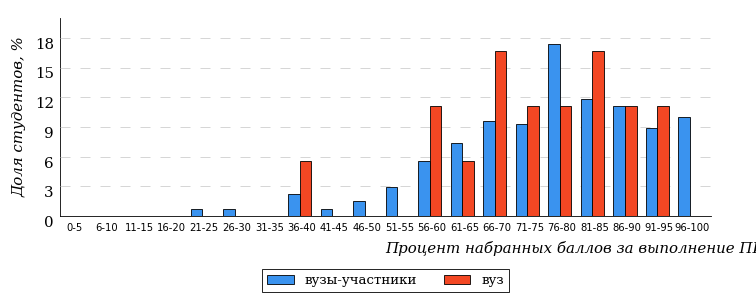 Доля студентов, %
18
15
12
9
6
3
0
0-5 6-10 11-15 16-20 21-25 26-30 31-35 36-40 41-45 46-50 51-55 56-60 61-65 66-70 71-75 76-80 81-85 86-90 91-95 96-100
Процент набранных баллов за выполнение
вузы-участники вуз